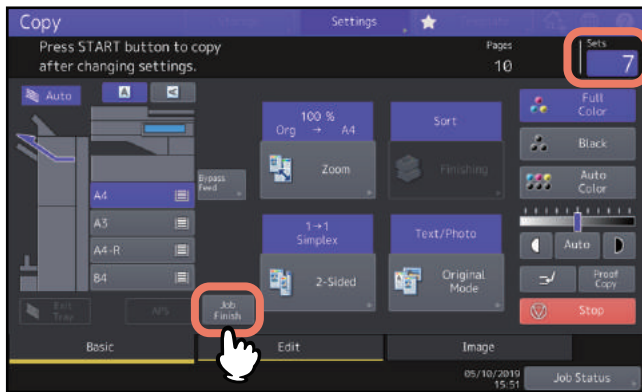 Copy
Settings
Press START button to copy
after changing settings.
Pages
10
Sets
7
Auto
A
A
100 %
Org → A4
Zoom
Sort
Finishing
Full
Color
Black
Auto
Color
Bypass
Feed
A4
A3
A4-R
B4
1→1
Simplex
2-Sided
Text/Photo
Original
Mode
Auto
Proof
Copy
Exit
Tray
APS
Job
Finish
Stop
Basic
Edit
Image
05/10/2019
15:51
Job Status